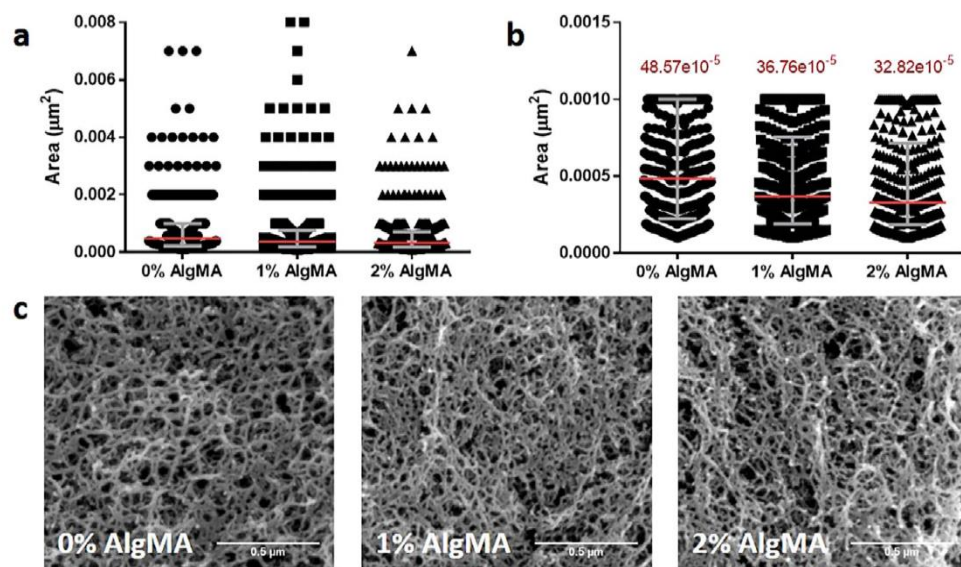 a
Area (µm²)
0.008
0.006
0.004
0.002
0.000
0% AlgMA
1% AlgMA
2% AlgMA
b
Area (µm²)
0.0015
0.0010
0.0005
0.0000
48.57e10⁻⁵
36.76e10⁻⁵
32.82e10⁻⁵
0% AlgMA
1% AlgMA
2% AlgMA
c
0% AlgMA
0.5 µm
1% AlgMA
0.5 µm
2% AlgMA
0.5 µm